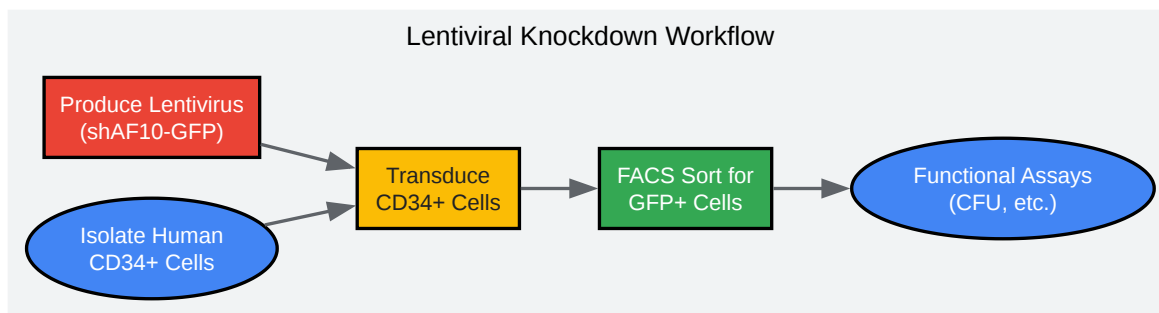 Lentiviral Knockdown Workflow
Produce Lentivirus
(shAF10-GFP)
Isolate Human
CD34+ Cells
Transduce
CD34+ Cells
FACS Sort for
GFP+ Cells
Functional Assays
(CFU, etc.)